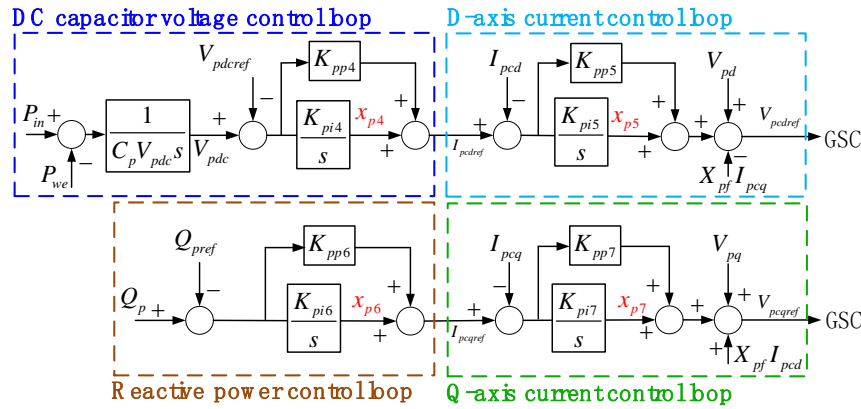 DC capacitor voltage control loop
D-axis current control loop
V_pdcref
K_pp4
I_pcd
K_pp5
V_pd
P_in
+
−
1
C_p V_pdc s
+
V_pdc
−
K_pi4
s
x_p4
+
+
+
I_pcdref
−
K_pi5
s
x_p5
+
+
+
+
−
V_pcdref
GSC
P_we
X_pf I_pcq
Q_pref
K_pp6
I_pcq
K_pp7
V_pq
Q_p
+
−
K_pi6
s
x_p6
+
+
+
I_pcqref
−
K_pi7
s
x_p7
+
+
+
+
+
V_pcqref
GSC
X_pf I_pcd
Reactive power control loop
Q-axis current control loop